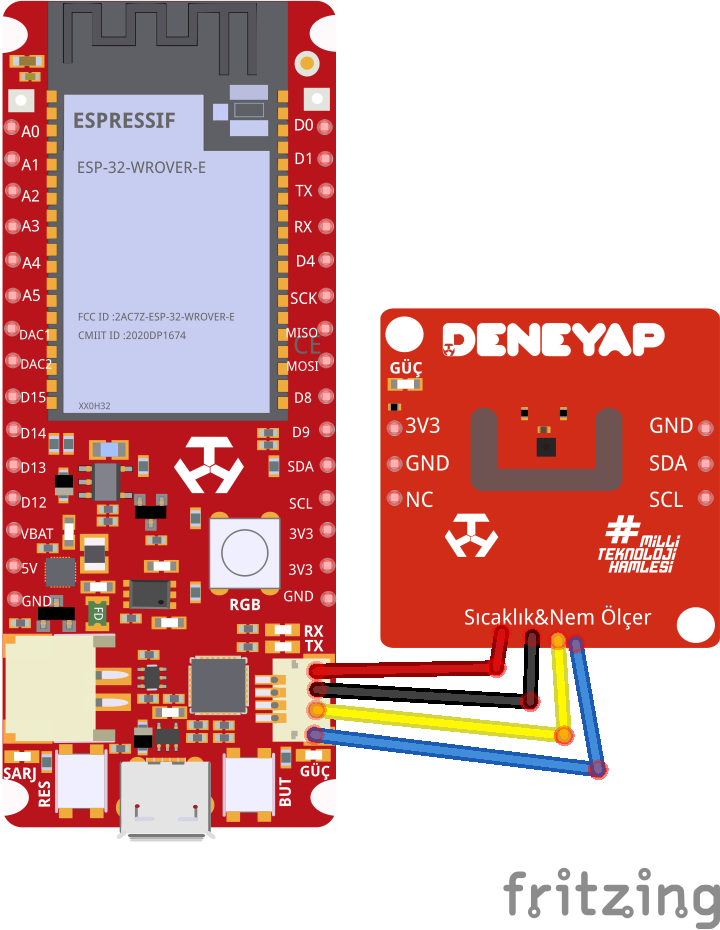 ESPRESSIF
ESP-32-WROVER-E
FCC ID :2AC7Z-ESP-32-WROVER-E
CMIIT ID :2020DP1674
CE
XX0H32
A0
A1
A2
A3
A4
A5
DAC1
DAC2
D15
D14
D13
D12
VBAT
5V
GND
D0
D1
TX
RX
D4
SCK
MISO
MOSI
D8
D9
SDA
SCL
3V3
3V3
GND
RGB
FD
RX
TX
ŞARJ
RES
BUT
GÜÇ
DENEYAP
GÜÇ
3V3
GND
NC
GND
SDA
SCL
#MİLLİ
TEKNOLOJİ
HAMLESİ
Sıcaklık&Nem Ölçer
fritzing